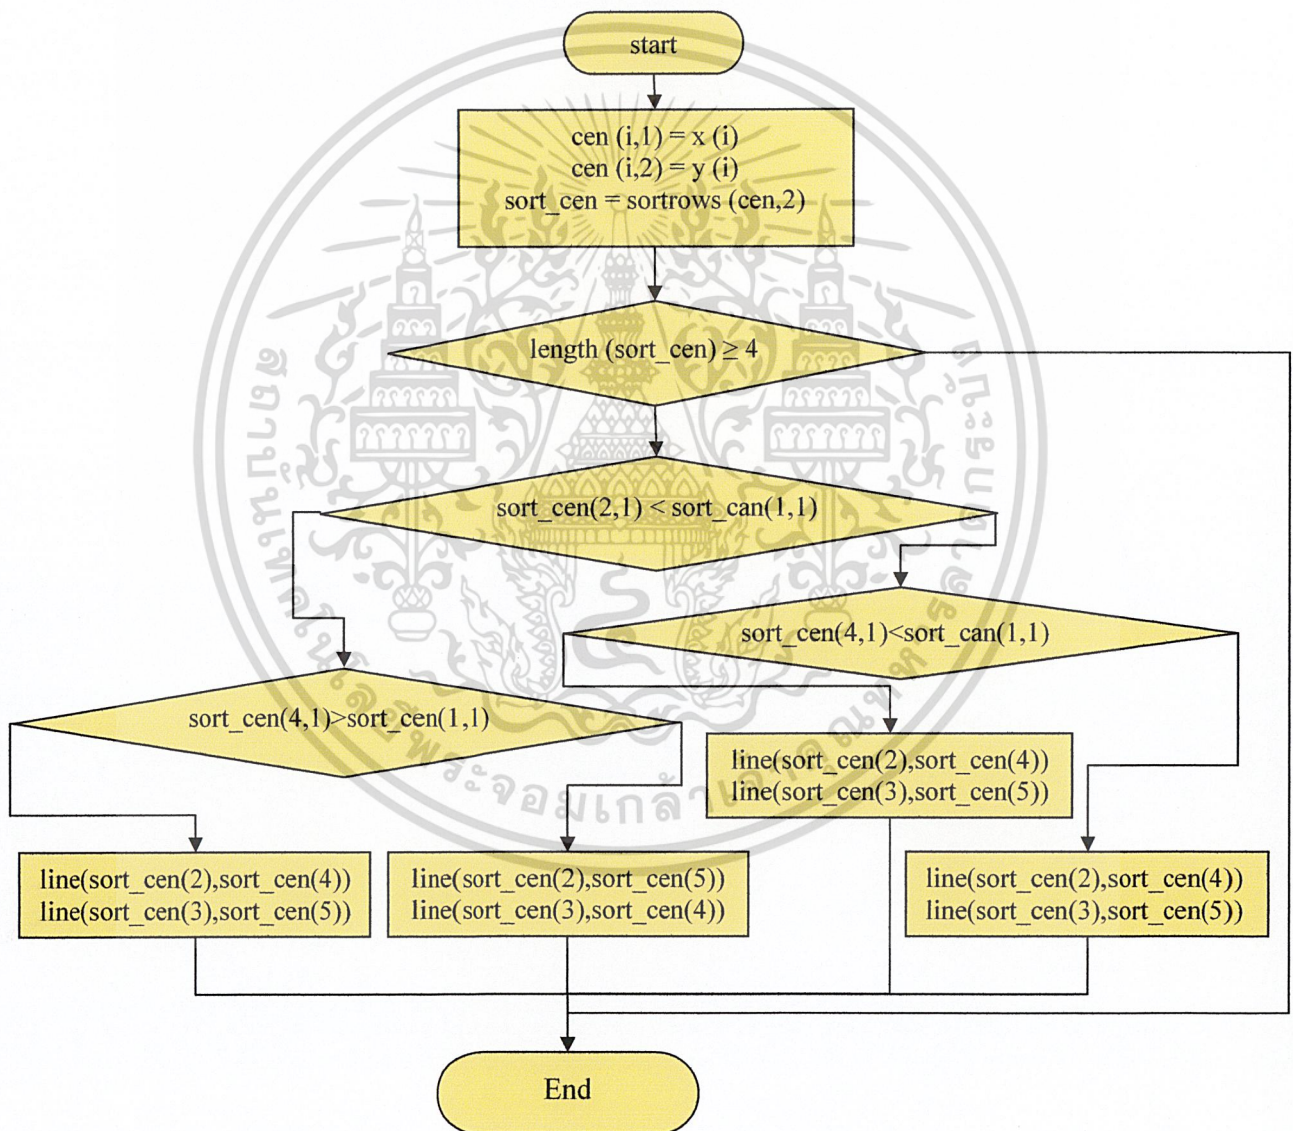 start
cen (i,1) = x (i)
cen (i,2) = y (i)
sort_cen = sortrows (cen,2)
length (sort_cen) ≥ 4
sort_cen(2,1) < sort_can(1,1)
sort_cen(4,1)<sort_can(1,1)
sort_cen(4,1)>sort_cen(1,1)
line(sort_cen(2),sort_cen(4))
line(sort_cen(3),sort_cen(5))
line(sort_cen(2),sort_cen(4))
line(sort_cen(3),sort_cen(5))
line(sort_cen(2),sort_cen(5))
line(sort_cen(3),sort_cen(4))
line(sort_cen(2),sort_cen(4))
line(sort_cen(3),sort_cen(5))
End